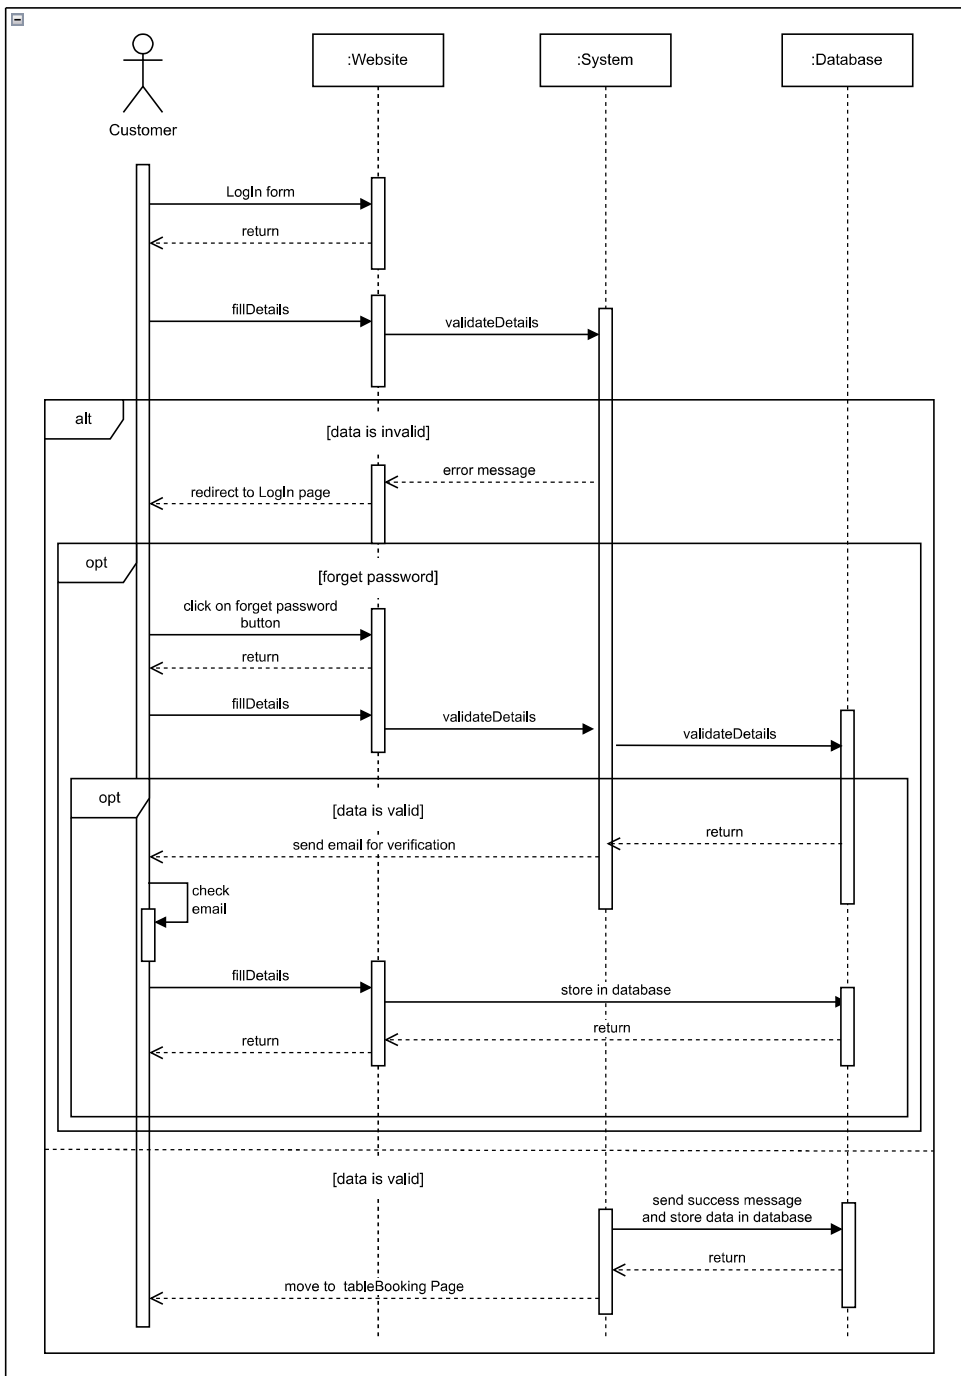 :Website
:System
:Database
Customer
LogIn form
return
fillDetails
validateDetails
alt
[data is invalid]
error message
redirect to LogIn page
opt
[forget password]
click on forget password
button
return
fillDetails
validateDetails
validateDetails
opt
[data is valid]
return
send email for verification
check
email
fillDetails
store in database
return
return
[data is valid]
send success message
and store data in database
return
move to tableBooking Page